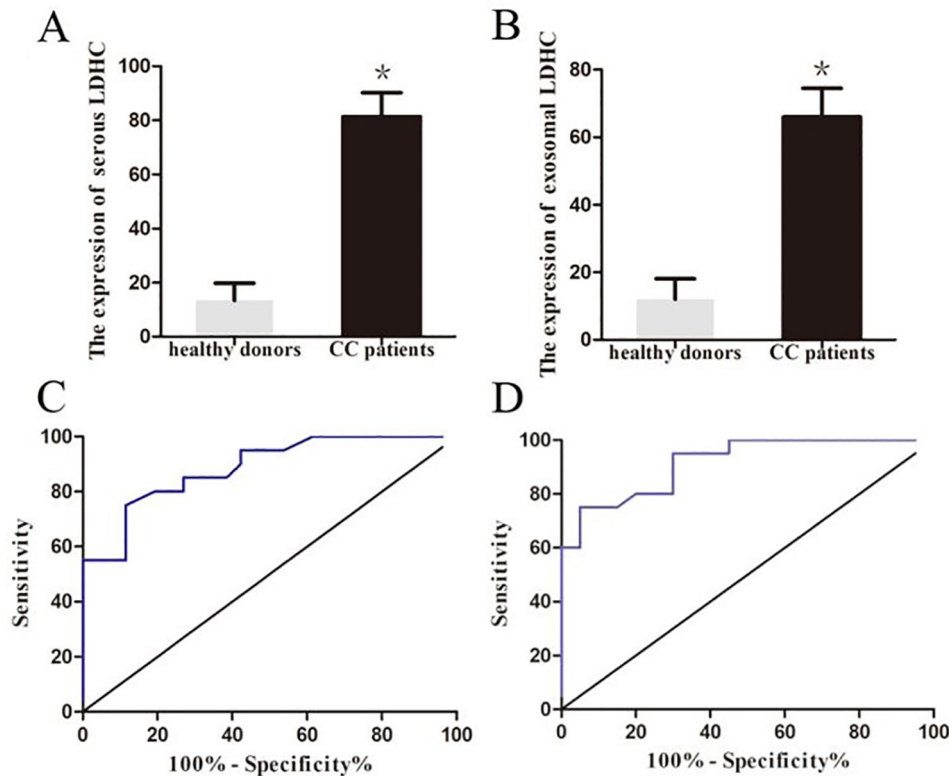 A
The expression of serous LDHC
100
80
60
40
20
0
*
healthy donors
CC patients
B
The expression of exosomal LDHC
80
60
40
20
0
*
healthy donors
CC patients
C
Sensitivity
100
80
60
40
20
0
0
20
40
60
80
100
100% - Specificity%
D
Sensitivity
100
80
60
40
20
0
0
20
40
60
80
100
100% - Specificity%